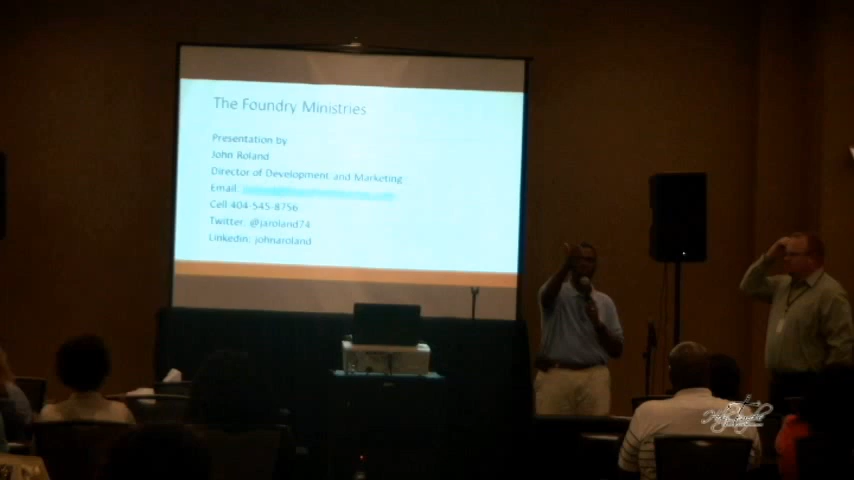 The Foundry Ministries
Presentation by
John Roland
Director of Development and Marketing
Email:
Cell 404-545-8756
Twitter: @jaroland74
Linkedin: johnaroland